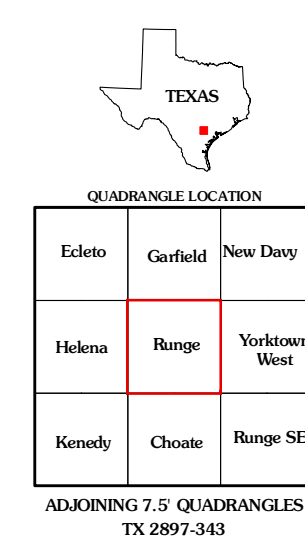 TEXAS
QUADRANGLE LOCATION
Ecleto Garfield New Davy
Helena Runge Yorktown West
Kenedy Choate Runge SE
ADJOINING 7.5' QUADRANGLES
TX 2897-343